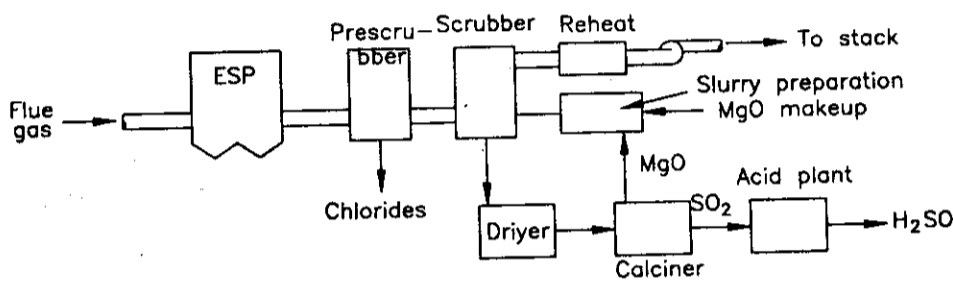 Prescru-
bber
Scrubber
Reheat
To stack
ESP
Flue
gas
Slurry preparation
MgO makeup
Chlorides
MgO
Driyer
Calciner
SO₂
Acid plant
H₂SO